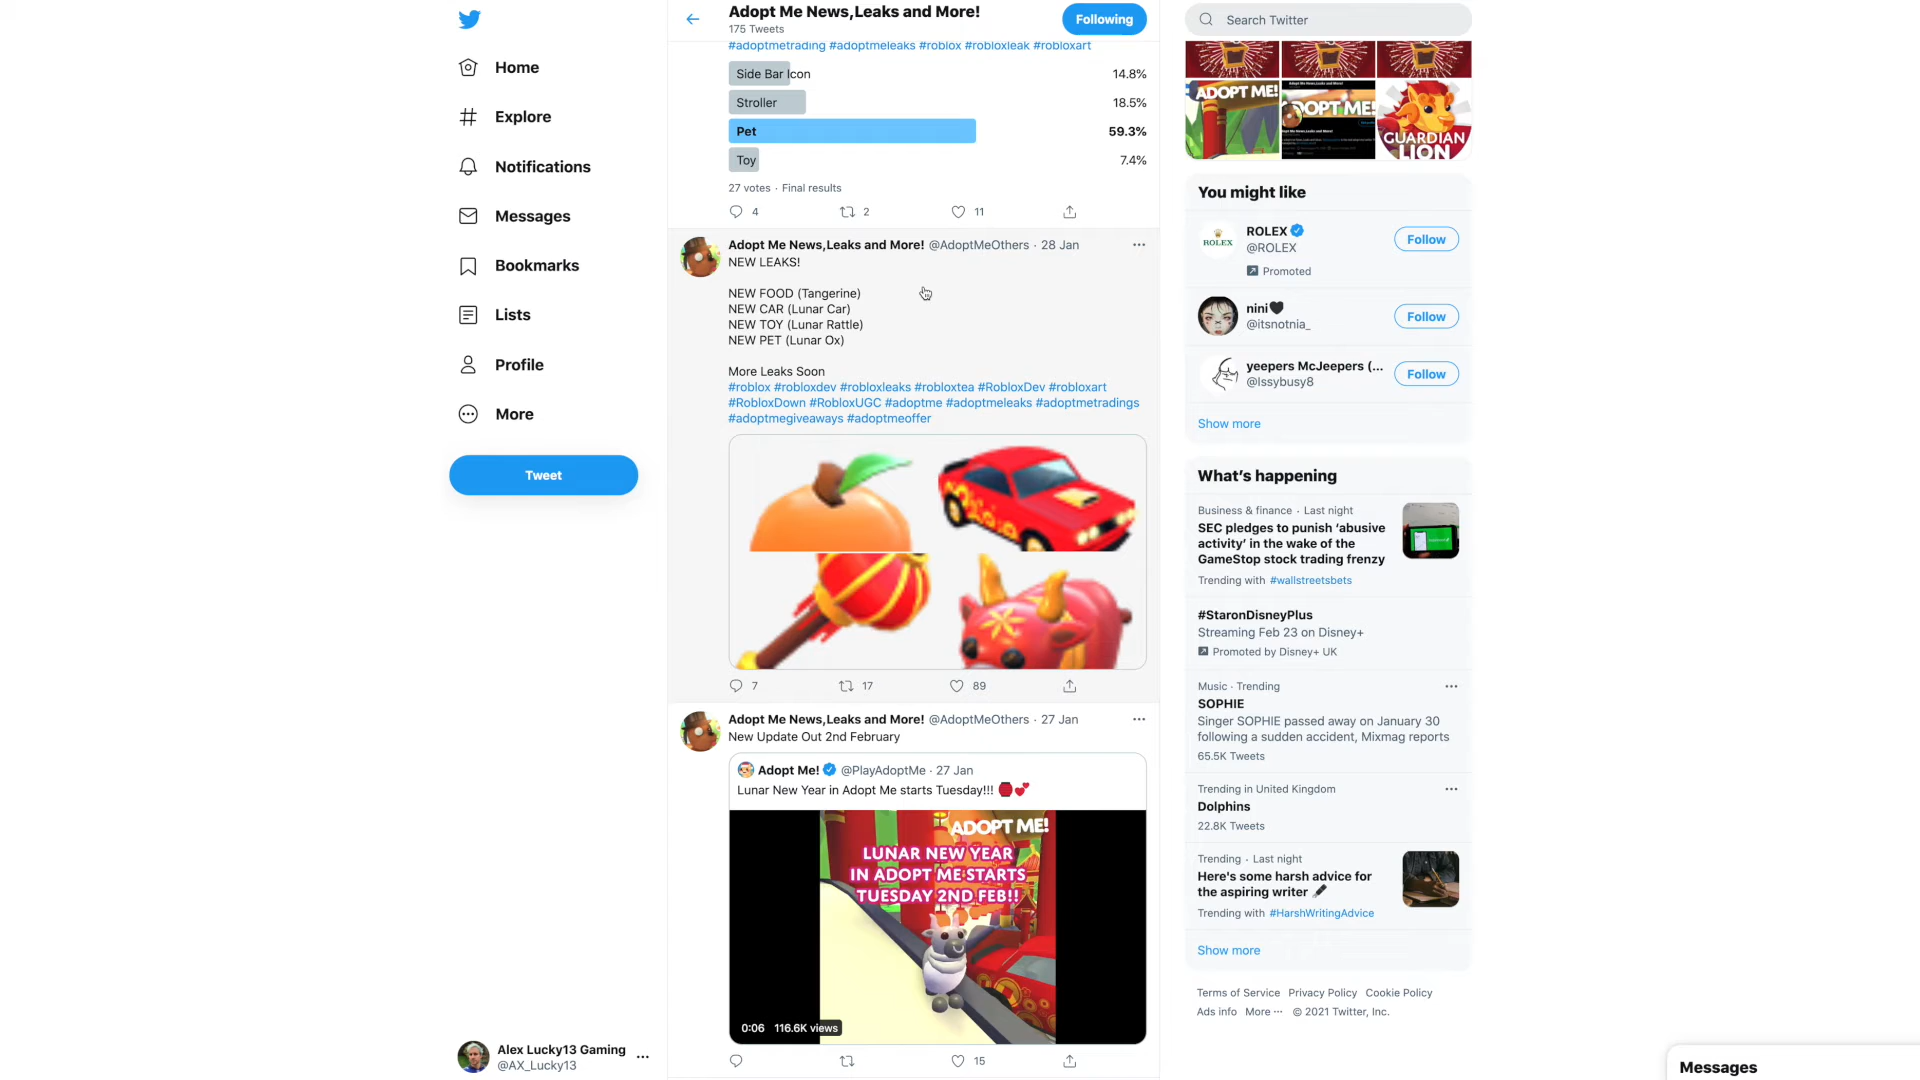 Home
Explore
Notifications
Messages
Bookmarks
Lists
Profile
More
Tweet
Alex Lucky13 Gaming
@AX_Lucky13
Adopt Me News,Leaks and More!
175 Tweets
Following
#adoptmetrading #adoptmeleaks #roblox #robloxleak #robloxart
Side Bar Icon 14.8%
Stroller 18.5%
Pet 59.3%
Toy 7.4%
27 votes · Final results
4 2 11
Adopt Me News,Leaks and More! @AdoptMeOthers · 28 Jan
NEW LEAKS!
NEW FOOD (Tangerine)
NEW CAR (Lunar Car)
NEW TOY (Lunar Rattle)
NEW PET (Lunar Ox)
More Leaks Soon
#roblox #robloxdev #robloxleaks #robloxtea #RobloxDev #robloxart
#RobloxDown #RobloxUGC #adoptme #adoptmeleaks #adoptmetradings
#adoptmegiveaways #adoptmeoffer
7 17 89
Adopt Me News,Leaks and More! @AdoptMeOthers · 27 Jan
New Update Out 2nd February
Adopt Me! @PlayAdoptMe · 27 Jan
Lunar New Year in Adopt Me starts Tuesday!!!
ADOPT ME!
LUNAR NEW YEAR
IN ADOPT ME STARTS
TUESDAY 2ND FEB!!
0:06 116.6K views
15
Search Twitter
ADOPT ME!
ADOPT ME!
GUARDIAN
LION
You might like
ROLEX
ROLEX
@ROLEX
Promoted
Follow
nini
@itsnotnia_
Follow
yeepers McJeepers (...
@Issybusy8
Follow
Show more
What's happening
Business & finance · Last night
SEC pledges to punish 'abusive
activity' in the wake of the
GameStop stock trading frenzy
Trending with #wallstreetsbets
#StaronDisneyPlus
Streaming Feb 23 on Disney+
Promoted by Disney+ UK
Music · Trending
SOPHIE
Singer SOPHIE passed away on January 30
following a sudden accident, Mixmag reports
65.5K Tweets
Trending in United Kingdom
Dolphins
22.8K Tweets
Trending · Last night
Here's some harsh advice for
the aspiring writer
Trending with #HarshWritingAdvice
Show more
Terms of Service Privacy Policy Cookie Policy
Ads info More ··· © 2021 Twitter, Inc.
Messages